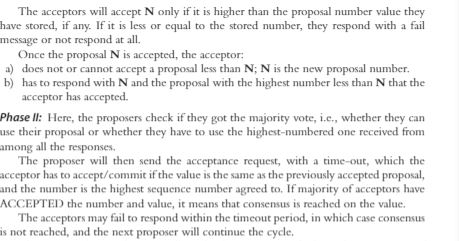 The acceptors will accept N only if it is higher than the proposal number value they
have stored, if any. If it is less or equal to the stored number, they respond with a fail
message or not respond at all.
Once the proposal N is accepted, the acceptor:
a) does not or cannot accept a proposal less than N; N is the new proposal number.
b) has to respond with N and the proposal with the highest number less than N that the
acceptor has accepted.
Phase II: Here, the proposers check if they got the majority vote, i.e., whether they can
use their proposal or whether they have to use the highest-numbered one received from
among all the responses.
The proposer will then send the acceptance request, with a time-out, which the
acceptor has to accept/commit if the value is the same as the previously accepted proposal,
and the number is the highest sequence number agreed to. If majority of acceptors have
ACCEPTED the number and value, it means that consensus is reached on the value.
The acceptors may fail to respond within the timeout period, in which case consensus
is not reached, and the next proposer will continue the cycle.